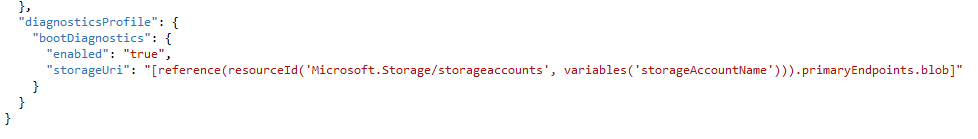 },
"diagnosticsProfile": {
"bootDiagnostics": {
"enabled": "true",
"storageUri": "[reference(resourceId('Microsoft.Storage/storageaccounts', variables('storageAccountName'))).primaryEndpoints.blob]"
}
}
}